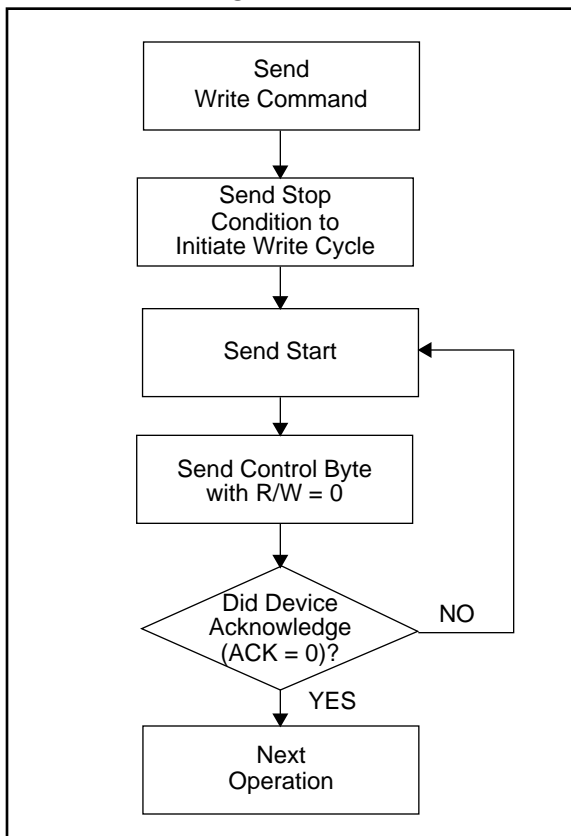 Send
Write Command
Send Stop
Condition to
Initiate Write Cycle
Send Start
Send Control Byte
with R/W = 0
Did Device
Acknowledge
(ACK = 0)?
NO
YES
Next
Operation